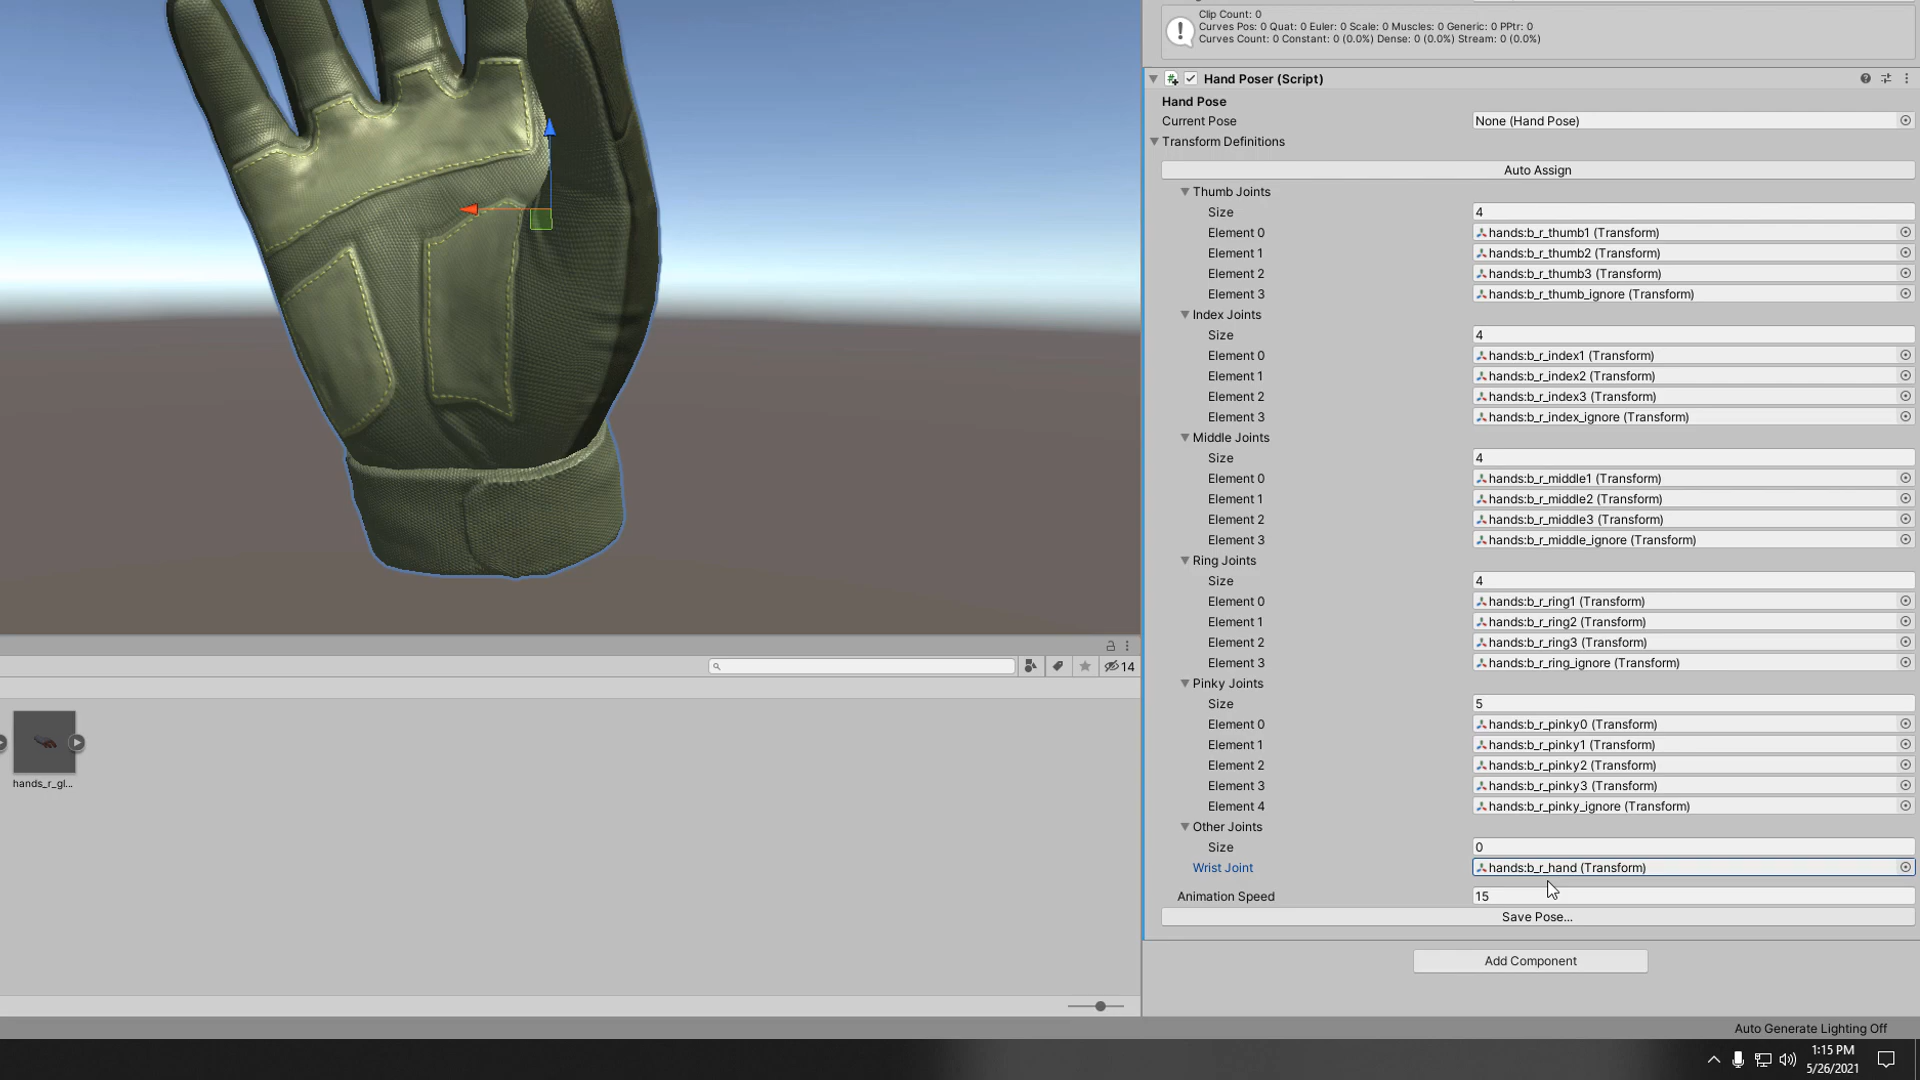 Clip Count: 0
Curves Pos: 0 Quat: 0 Euler: 0 Scale: 0 Muscles: 0 Generic: 0 PPtr: 0
Curves Count: 0 Constant: 0 (0.0%) Dense: 0 (0.0%) Stream: 0 (0.0%)
Hand Poser (Script)
Hand Pose
Current Pose None (Hand Pose)
Transform Definitions
Auto Assign
Thumb Joints
Size 4
Element 0 hands:b_r_thumb1 (Transform)
Element 1 hands:b_r_thumb2 (Transform)
Element 2 hands:b_r_thumb3 (Transform)
Element 3 hands:b_r_thumb_ignore (Transform)
Index Joints
Size 4
Element 0 hands:b_r_index1 (Transform)
Element 1 hands:b_r_index2 (Transform)
Element 2 hands:b_r_index3 (Transform)
Element 3 hands:b_r_index_ignore (Transform)
Middle Joints
Size 4
Element 0 hands:b_r_middle1 (Transform)
Element 1 hands:b_r_middle2 (Transform)
Element 2 hands:b_r_middle3 (Transform)
Element 3 hands:b_r_middle_ignore (Transform)
Ring Joints
Size 4
Element 0 hands:b_r_ring1 (Transform)
Element 1 hands:b_r_ring2 (Transform)
Element 2 hands:b_r_ring3 (Transform)
Element 3 hands:b_r_ring_ignore (Transform)
Pinky Joints
Size 5
Element 0 hands:b_r_pinky0 (Transform)
Element 1 hands:b_r_pinky1 (Transform)
Element 2 hands:b_r_pinky2 (Transform)
Element 3 hands:b_r_pinky3 (Transform)
Element 4 hands:b_r_pinky_ignore (Transform)
Other Joints
Size 0
Wrist Joint hands:b_r_hand (Transform)
Animation Speed 15
Save Pose...
Add Component
14
hands_r_gl...
Auto Generate Lighting Off
1:15 PM
5/26/2021